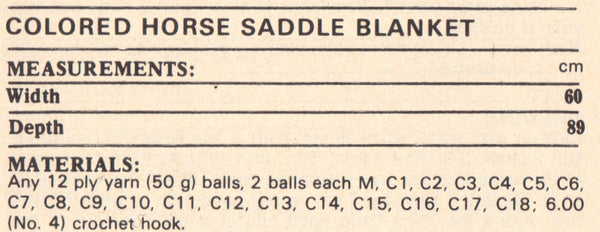 COLORED HORSE SADDLE BLANKET
MEASUREMENTS: cm
Width 60
Depth 89
MATERIALS:
Any 12 ply yarn (50 g) balls, 2 balls each M, C1, C2, C3, C4, C5, C6,
C7, C8, C9, C10, C11, C12, C13, C14, C15, C16, C17, C18; 6.00
(No. 4) crochet hook.